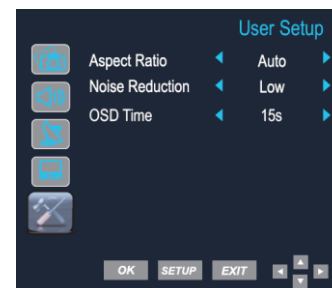 User Setup
Aspect Ratio Auto
Noise Reduction Low
OSD Time 15s
OK SETUP EXIT